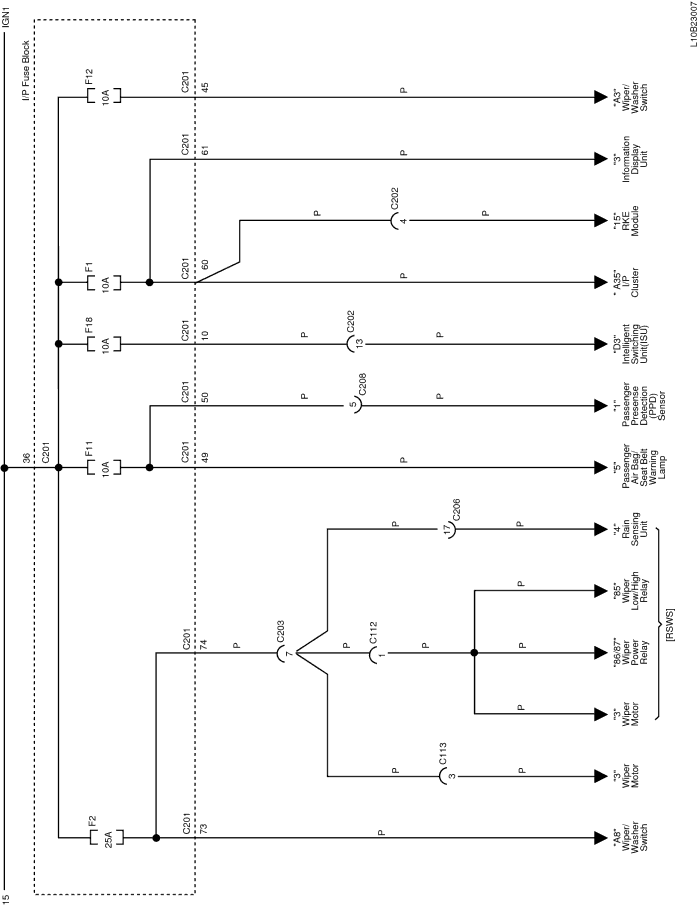 15
IGN1
I/P Fuse Block
36
C201
F2
25A
F11
10A
F18
10A
F1
10A
F12
10A
C201
73
C201
74
C201
49
C201
50
C201
10
C201
60
C201
61
C201
45
P
P
C203
7
P
C113
3
P
P
C112
1
P
P
P
P
C206
17
P
P
P
C208
5
P
P
C202
13
P
P
P
C202
4
P
P
P
"A8"
Wiper/
Washer
Switch
"3"
Wiper
Motor
"3"
Wiper
Motor
"86/87"
Wiper
Power
Relay
"85"
Wiper
Low/High
Relay
"4"
Rain
Sensing
Unit
[RSWS]
"5"
Passenger
Air Bag/
Seat Belt
Warning
Lamp
"1"
Passenger
Presense
Detection
(PPD)
Sensor
"D3"
Intelligent
Switching
Unit(ISU)
"A35"
I/P
Cluster
"15"
RKE
Module
"3"
Information
Display
Unit
"A3"
Wiper/
Washer
Switch
L10B23007